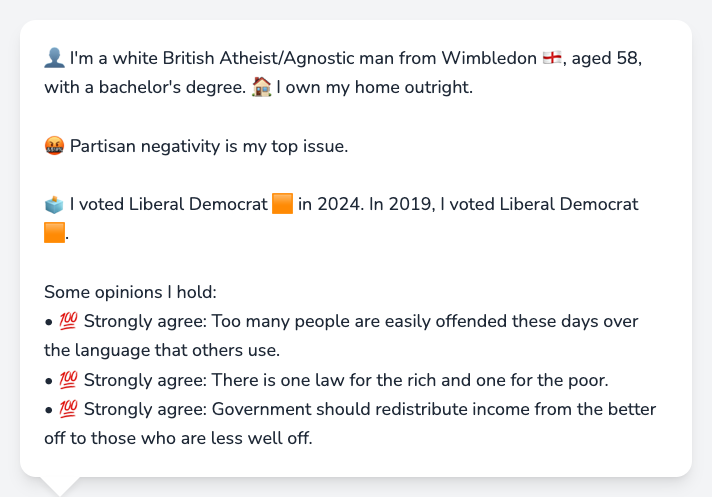 👤 I'm a white British Atheist/Agnostic man from Wimbledon 🏴󠁧󠁢󠁥󠁮󠁧󠁿, aged 58,
with a bachelor's degree. 🏠 I own my home outright.
🤬 Partisan negativity is my top issue.
🗳️ I voted Liberal Democrat 🟧 in 2024. In 2019, I voted Liberal Democrat
🟧.
Some opinions I hold:
• 💯 Strongly agree: Too many people are easily offended these days over
the language that others use.
• 💯 Strongly agree: There is one law for the rich and one for the poor.
• 💯 Strongly agree: Government should redistribute income from the better
off to those who are less well off.